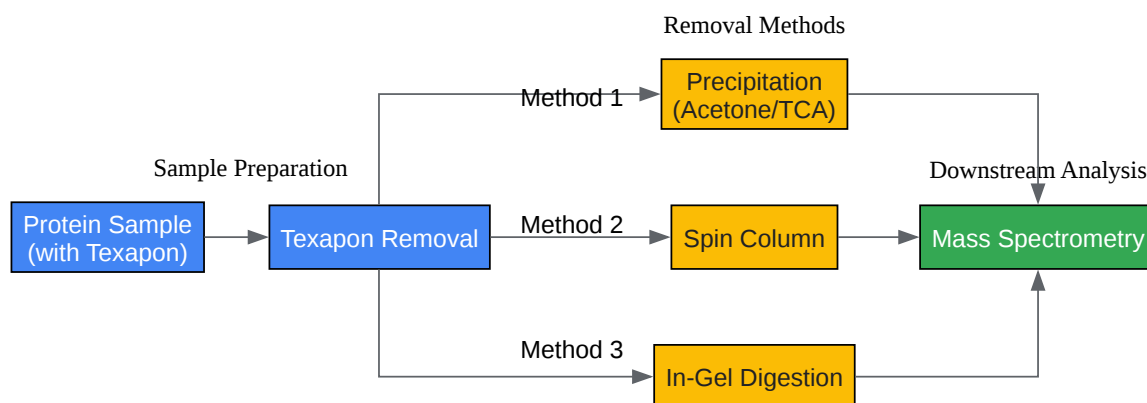 Removal Methods
Precipitation
(Acetone/TCA)
Method 1
Sample Preparation
Downstream Analysis
Protein Sample
(with Texapon)
Texapon Removal
Method 2
Spin Column
Mass Spectrometry
Method 3
In-Gel Digestion